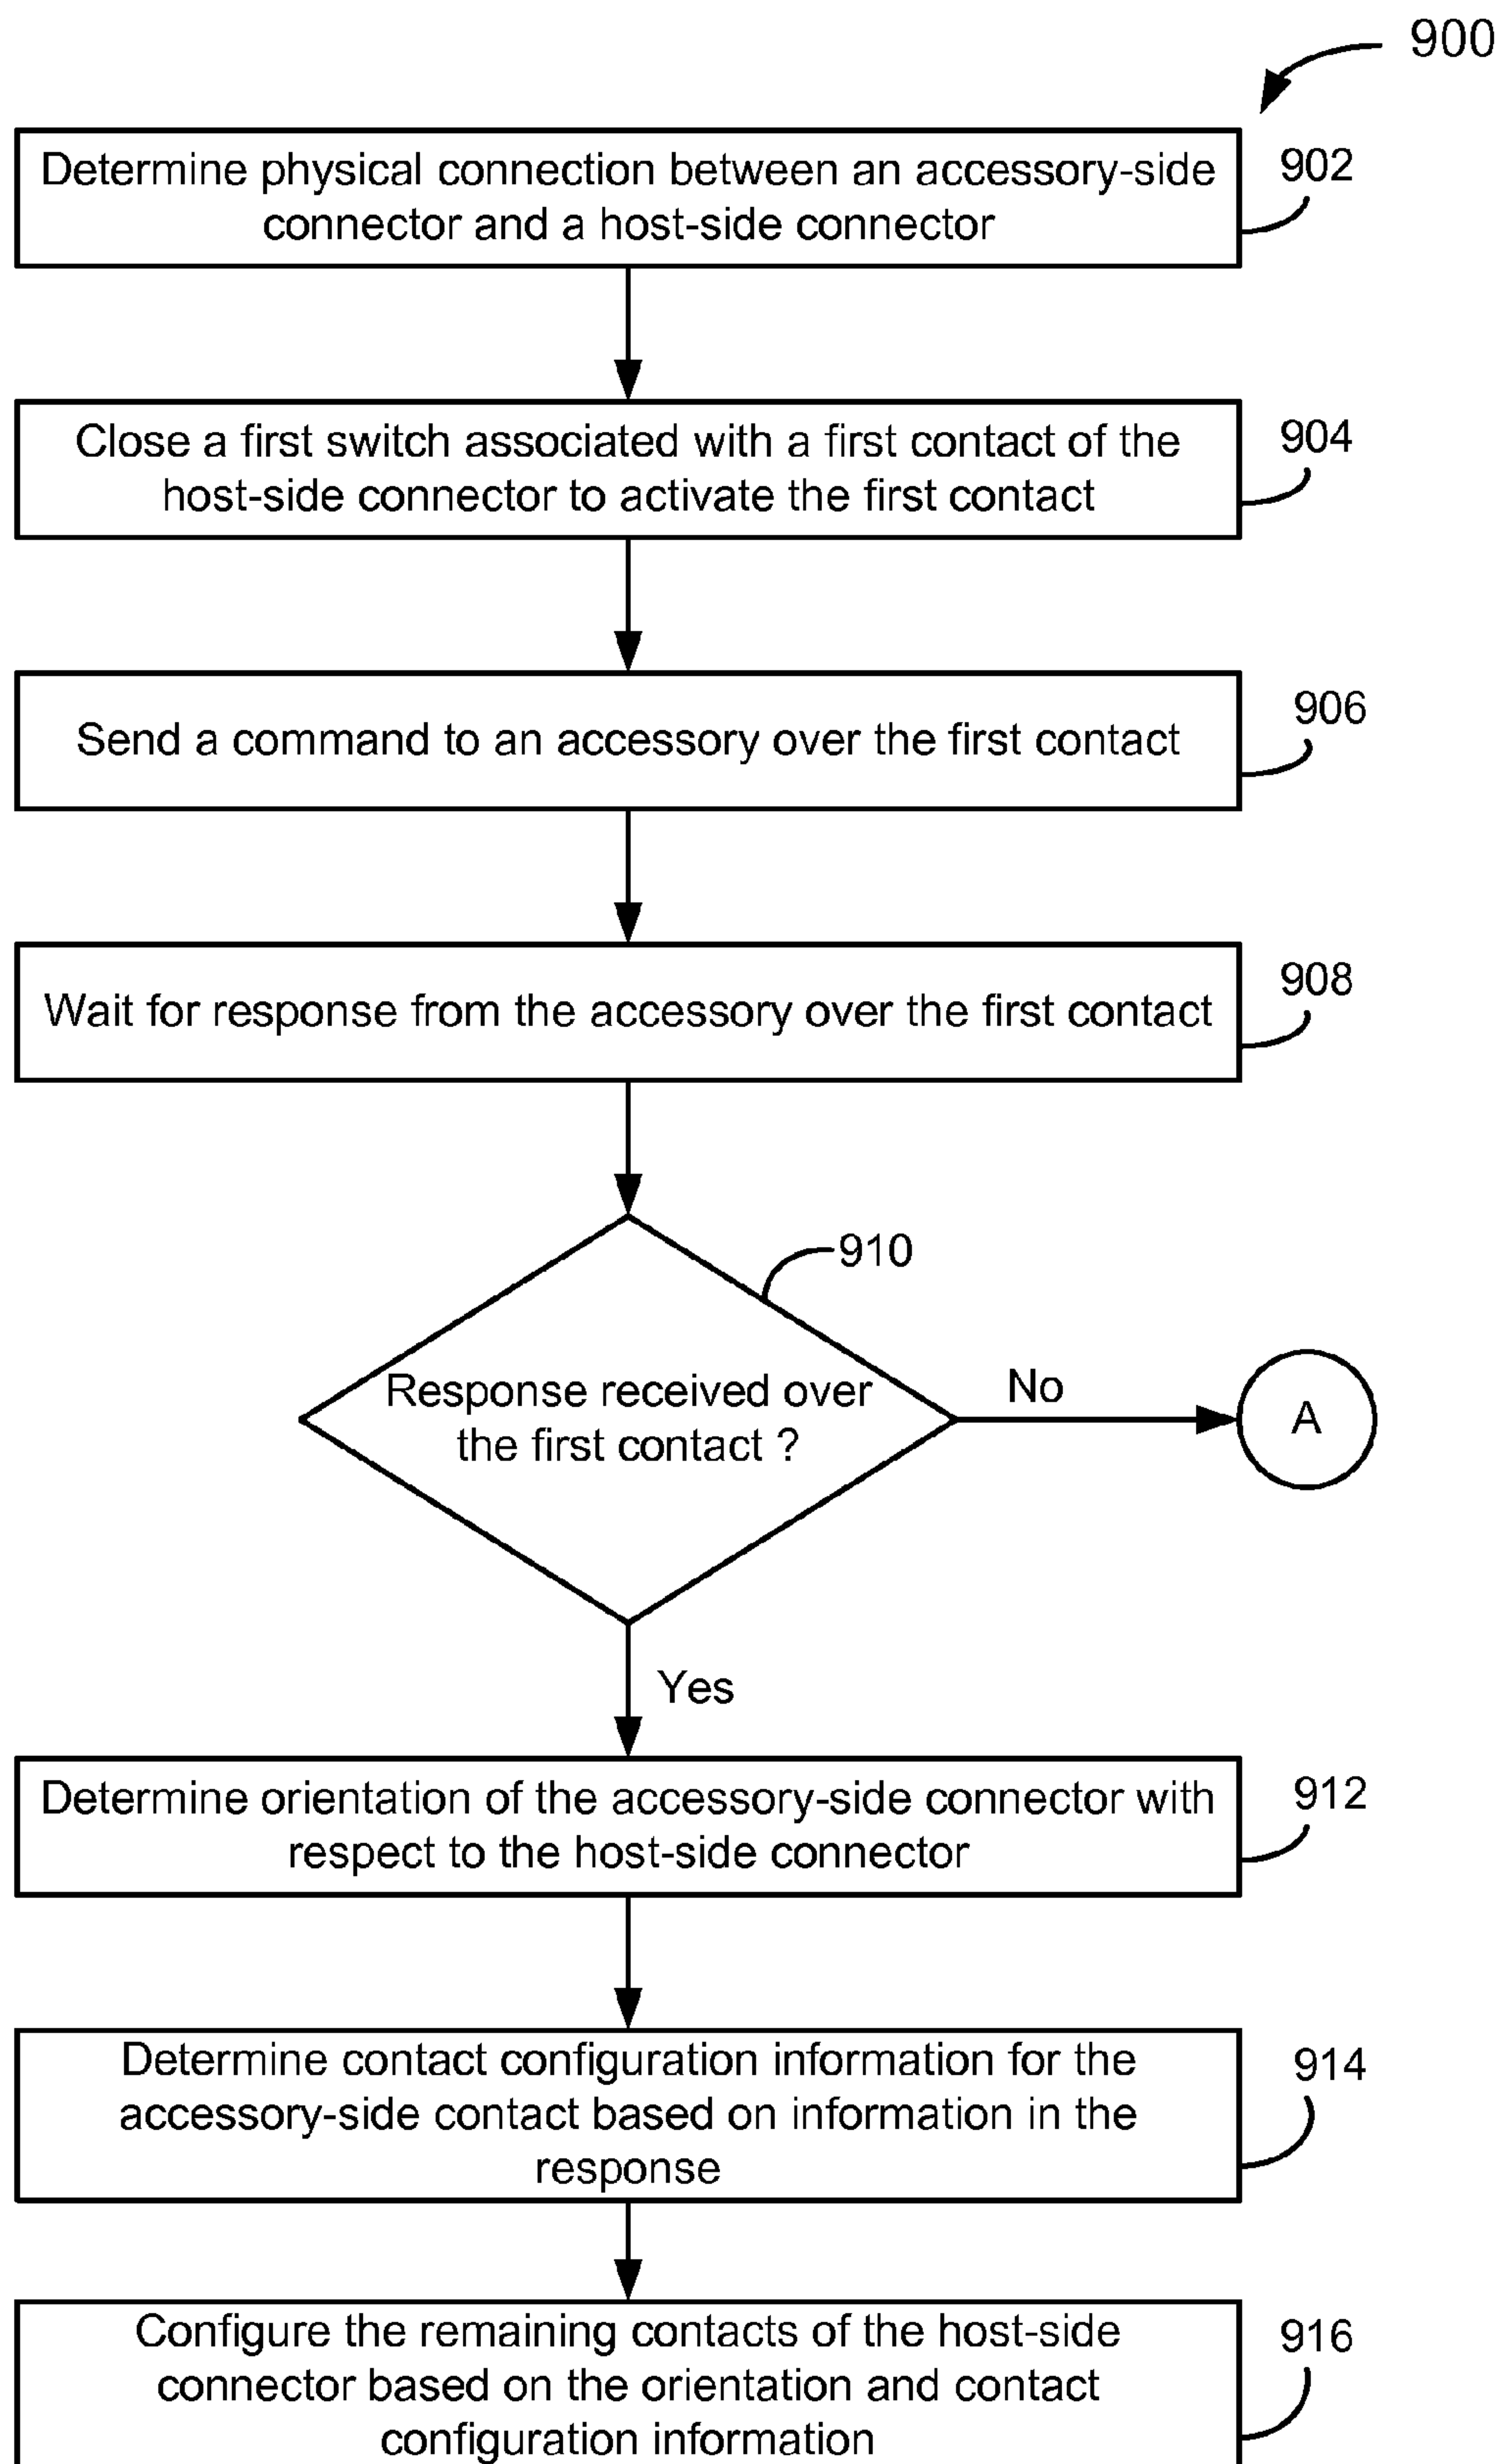 900
Determine physical connection between an accessory-side
connector and a host-side connector
902
Close a first switch associated with a first contact of the
host-side connector to activate the first contact
904
Send a command to an accessory over the first contact
906
Wait for response from the accessory over the first contact
908
910
Response received over
the first contact ?
No
A
Yes
Determine orientation of the accessory-side connector with
respect to the host-side connector
912
Determine contact configuration information for the
accessory-side contact based on information in the
response
914
Configure the remaining contacts of the host-side
connector based on the orientation and contact
configuration information
916